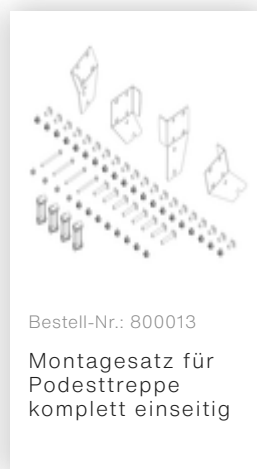 Bestell-Nr.: 800013
Montagesatz für
Podesttreppe
komplett einseitig